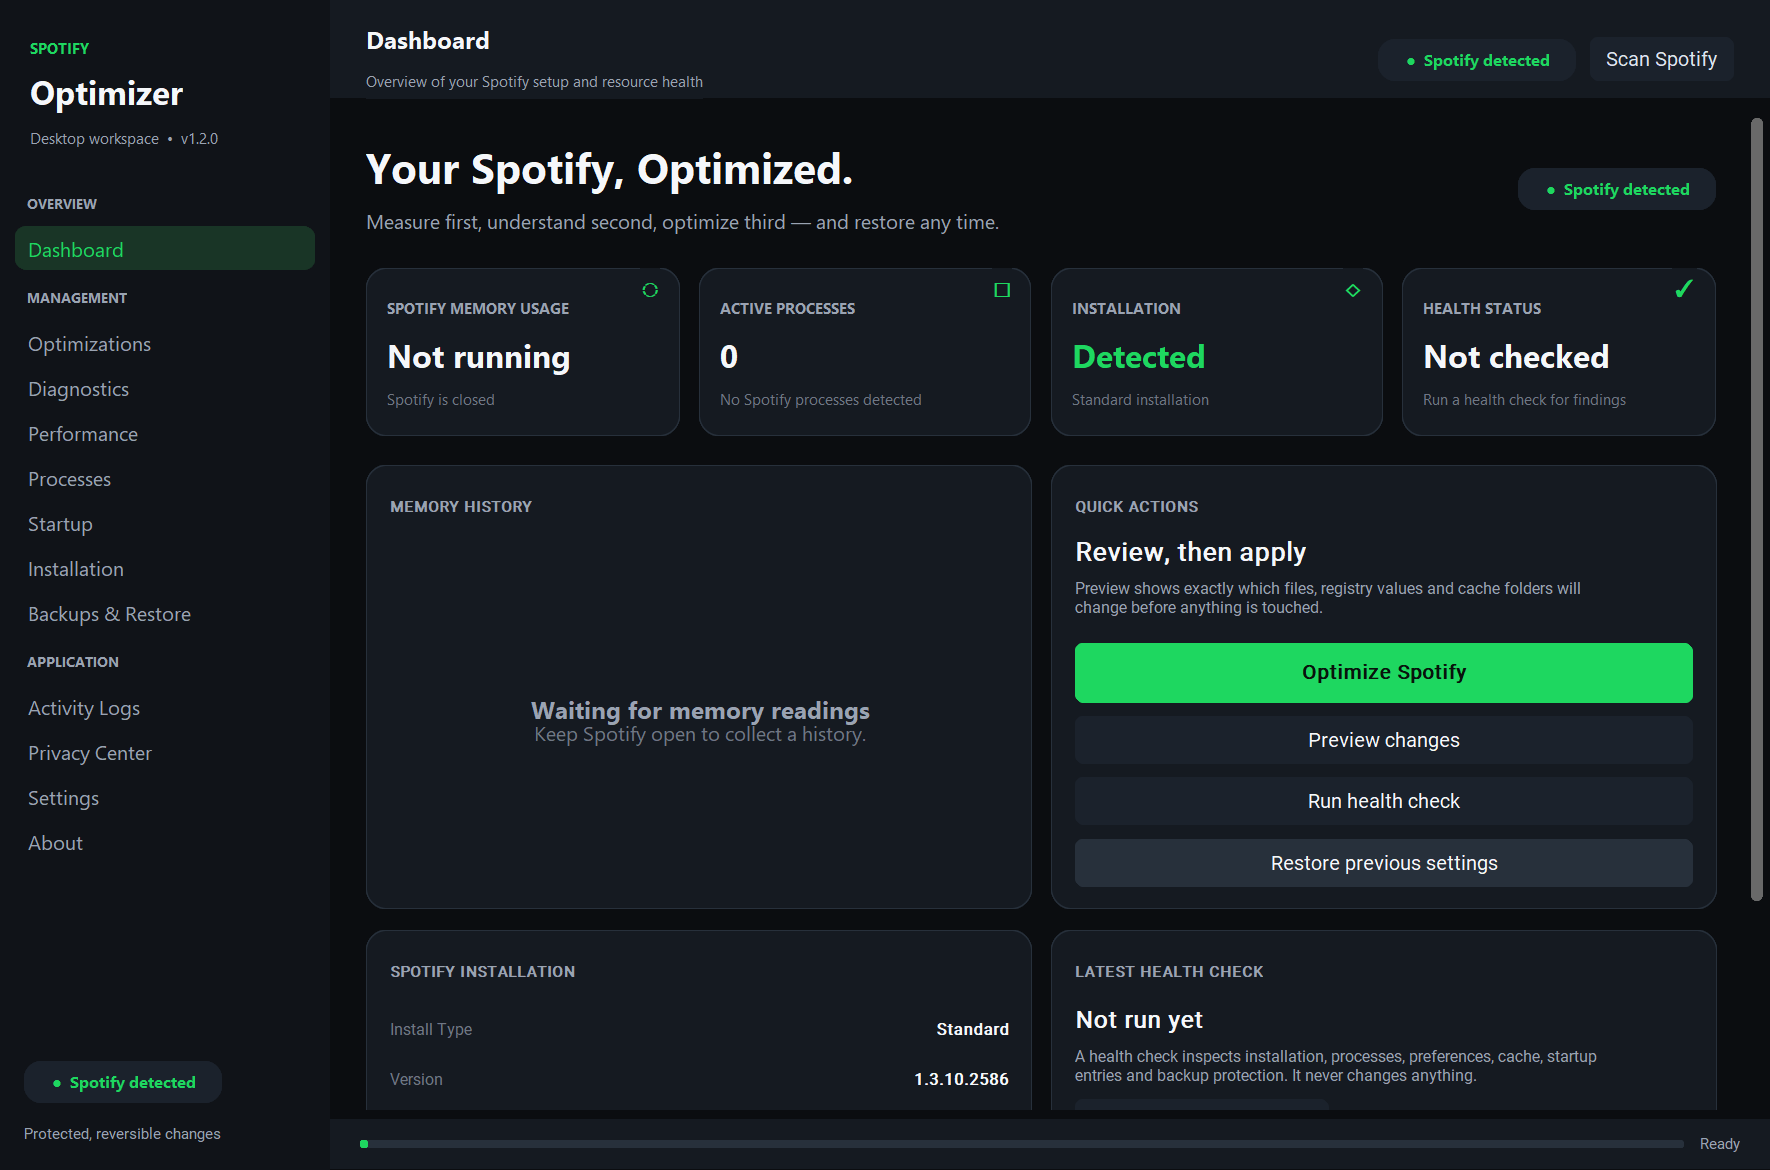 SPOTIFY
Optimizer
Desktop workspace • v1.2.0
OVERVIEW
Dashboard
MANAGEMENT
Optimizations
Diagnostics
Performance
Processes
Startup
Installation
Backups & Restore
APPLICATION
Activity Logs
Privacy Center
Settings
About
● Spotify detected
Protected, reversible changes
Dashboard
Overview of your Spotify setup and resource health
● Spotify detected
Scan Spotify
Your Spotify, Optimized.
Measure first, understand second, optimize third — and restore any time.
● Spotify detected
SPOTIFY MEMORY USAGE
Not running
Spotify is closed
ACTIVE PROCESSES
0
No Spotify processes detected
INSTALLATION
Detected
Standard installation
HEALTH STATUS
Not checked
Run a health check for findings
MEMORY HISTORY
Waiting for memory readings
Keep Spotify open to collect a history.
QUICK ACTIONS
Review, then apply
Preview shows exactly which files, registry values and cache folders will
change before anything is touched.
Optimize Spotify
Preview changes
Run health check
Restore previous settings
SPOTIFY INSTALLATION
Install Type Standard
Version 1.3.10.2586
LATEST HEALTH CHECK
Not run yet
A health check inspects installation, processes, preferences, cache, startup
entries and backup protection. It never changes anything.
Ready